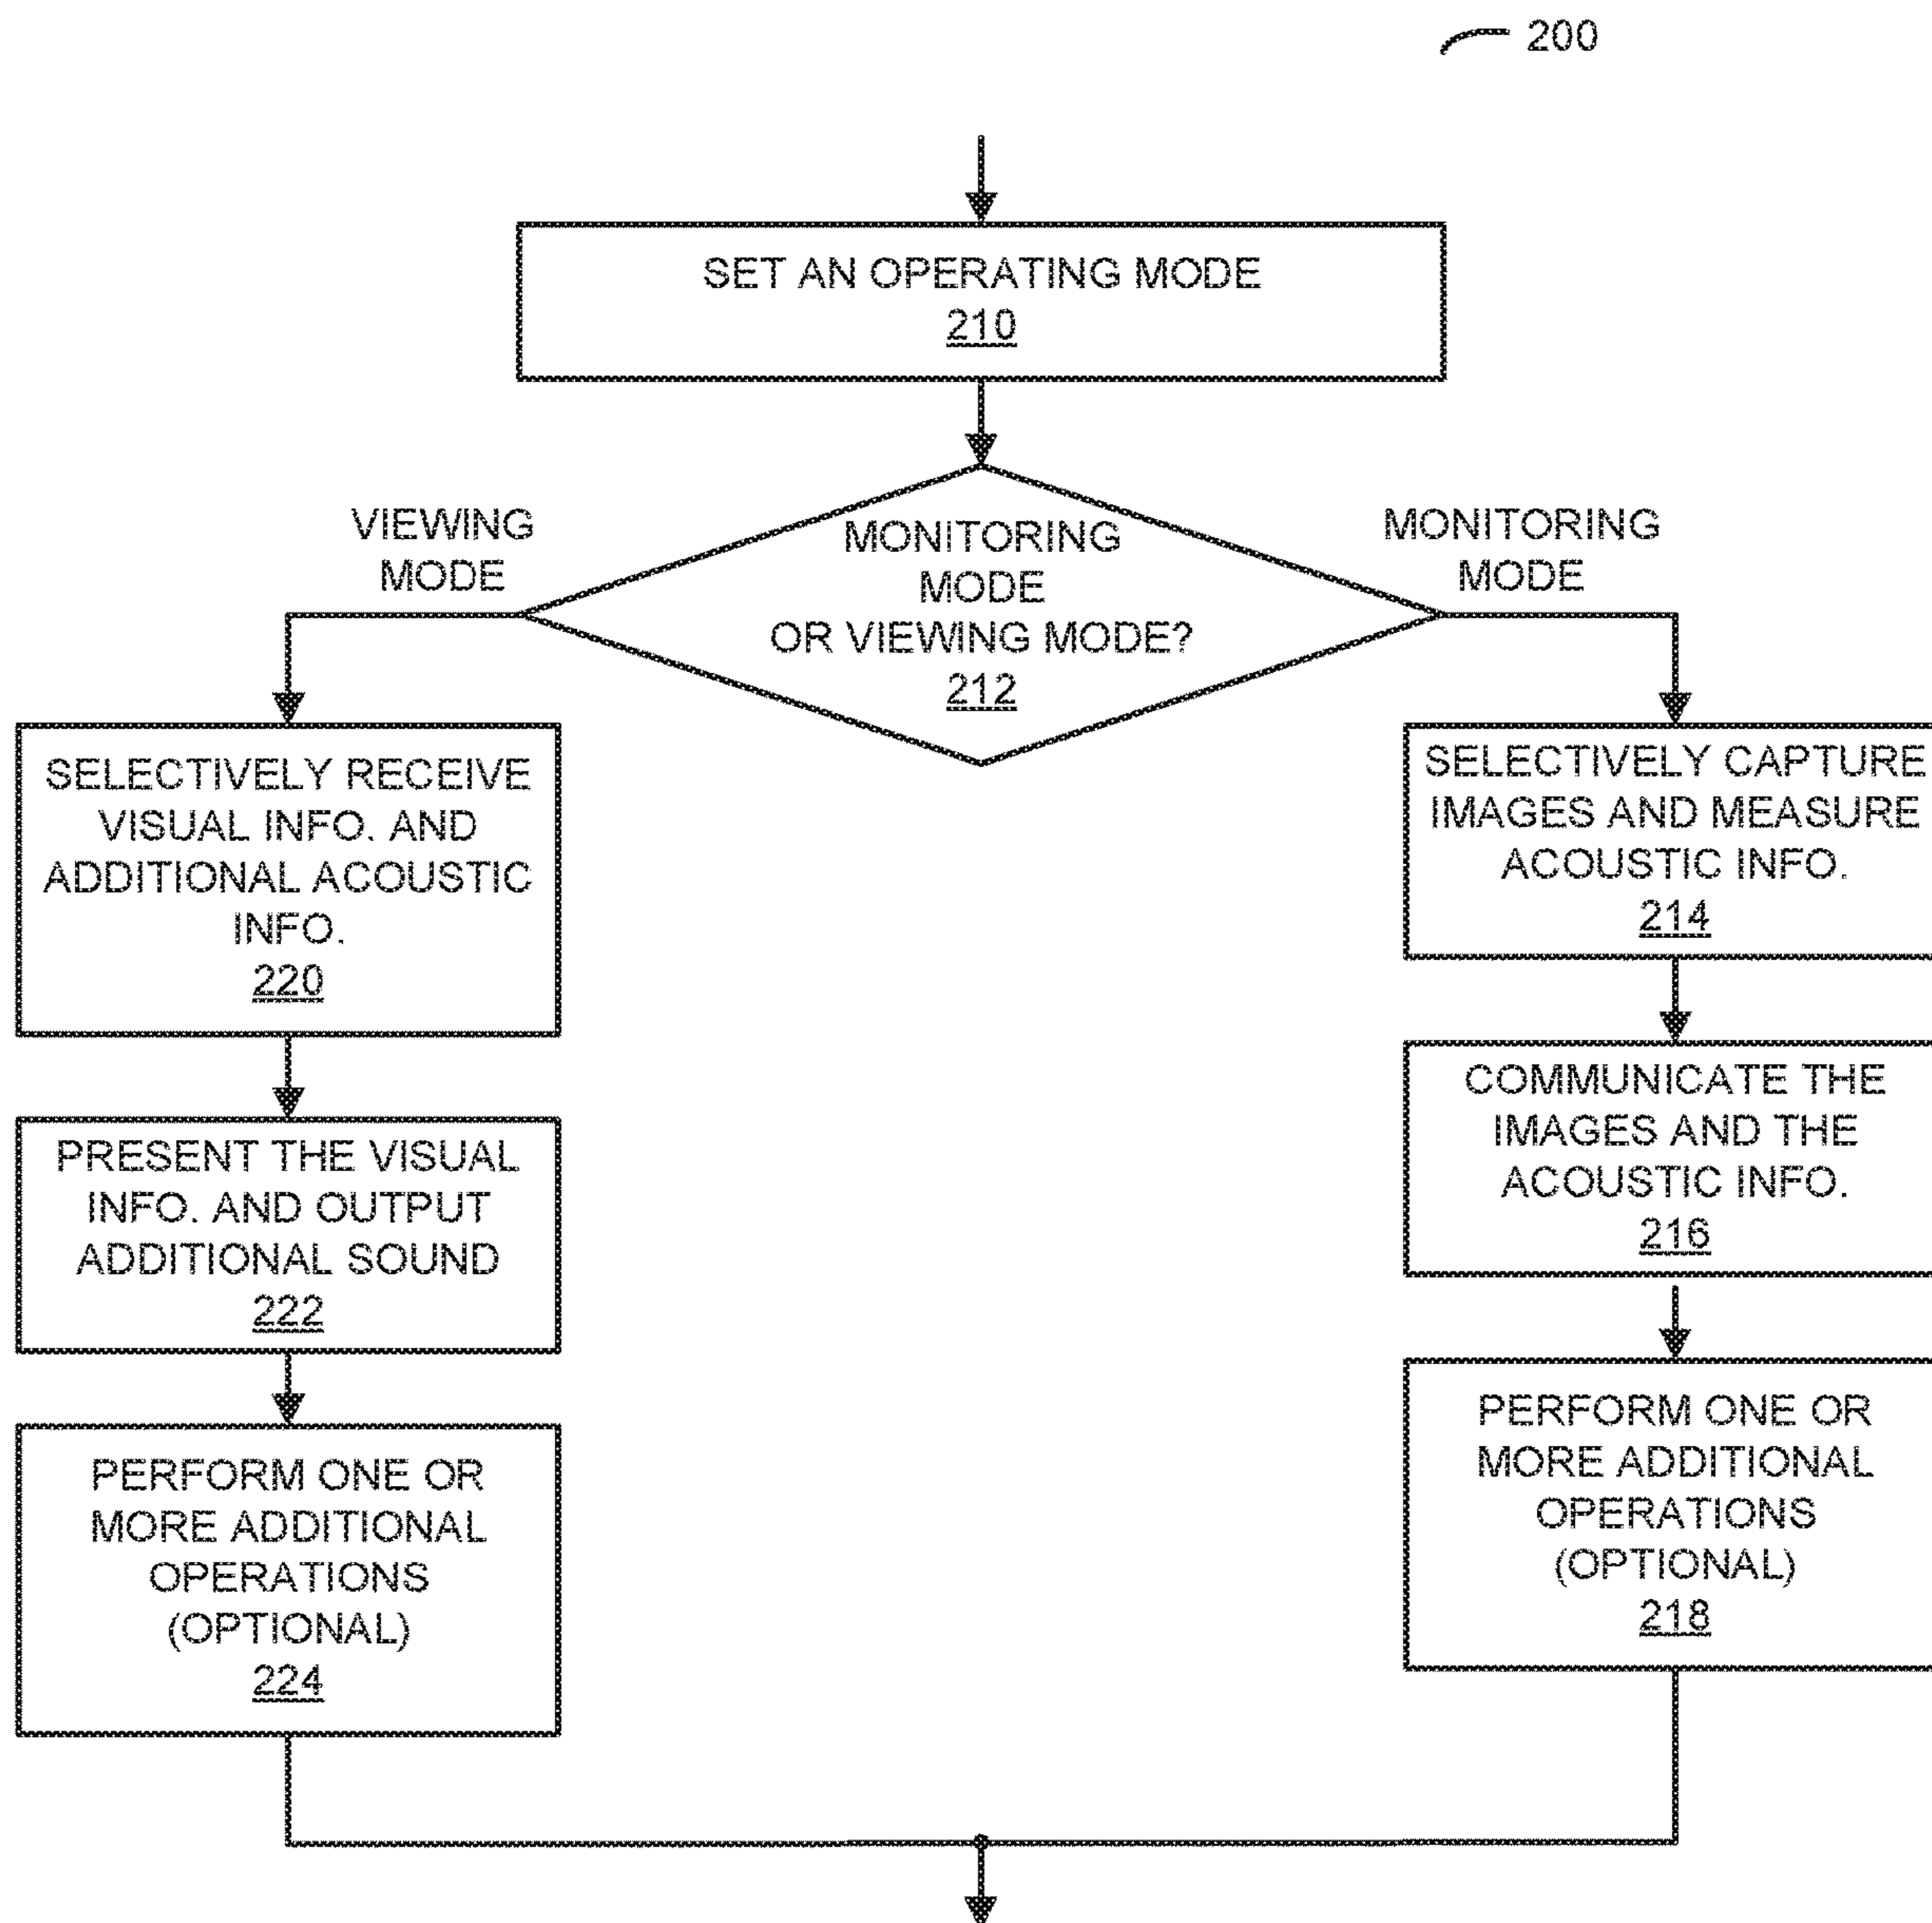 200
SET AN OPERATING MODE
210
VIEWING
MODE
MONITORING
MODE
OR VIEWING MODE?
212
MONITORING
MODE
SELECTIVELY RECEIVE
VISUAL INFO. AND
ADDITIONAL ACOUSTIC
INFO.
220
PRESENT THE VISUAL
INFO. AND OUTPUT
ADDITIONAL SOUND
222
PERFORM ONE OR
MORE ADDITIONAL
OPERATIONS
(OPTIONAL)
224
SELECTIVELY CAPTURE
IMAGES AND MEASURE
ACOUSTIC INFO.
214
COMMUNICATE THE
IMAGES AND THE
ACOUSTIC INFO.
216
PERFORM ONE OR
MORE ADDITIONAL
OPERATIONS
(OPTIONAL)
218